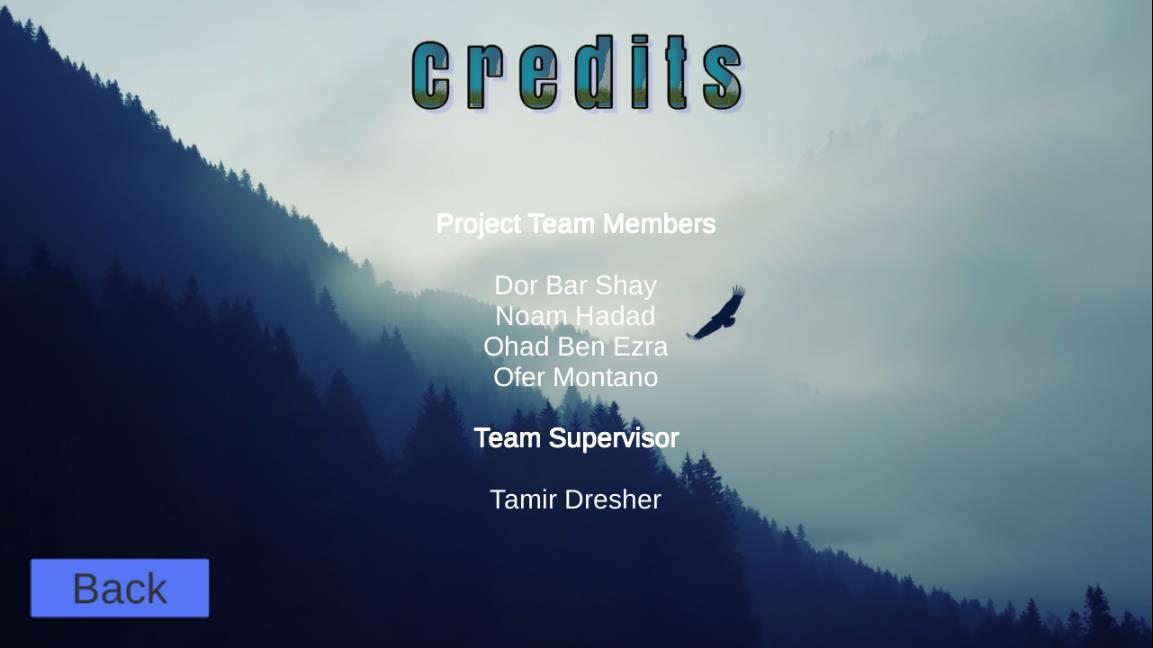 Credits
Project Team Members
Dor Bar Shay
Noam Hadad
Ohad Ben Ezra
Ofer Montano
Team Supervisor
Tamir Dresher
Back